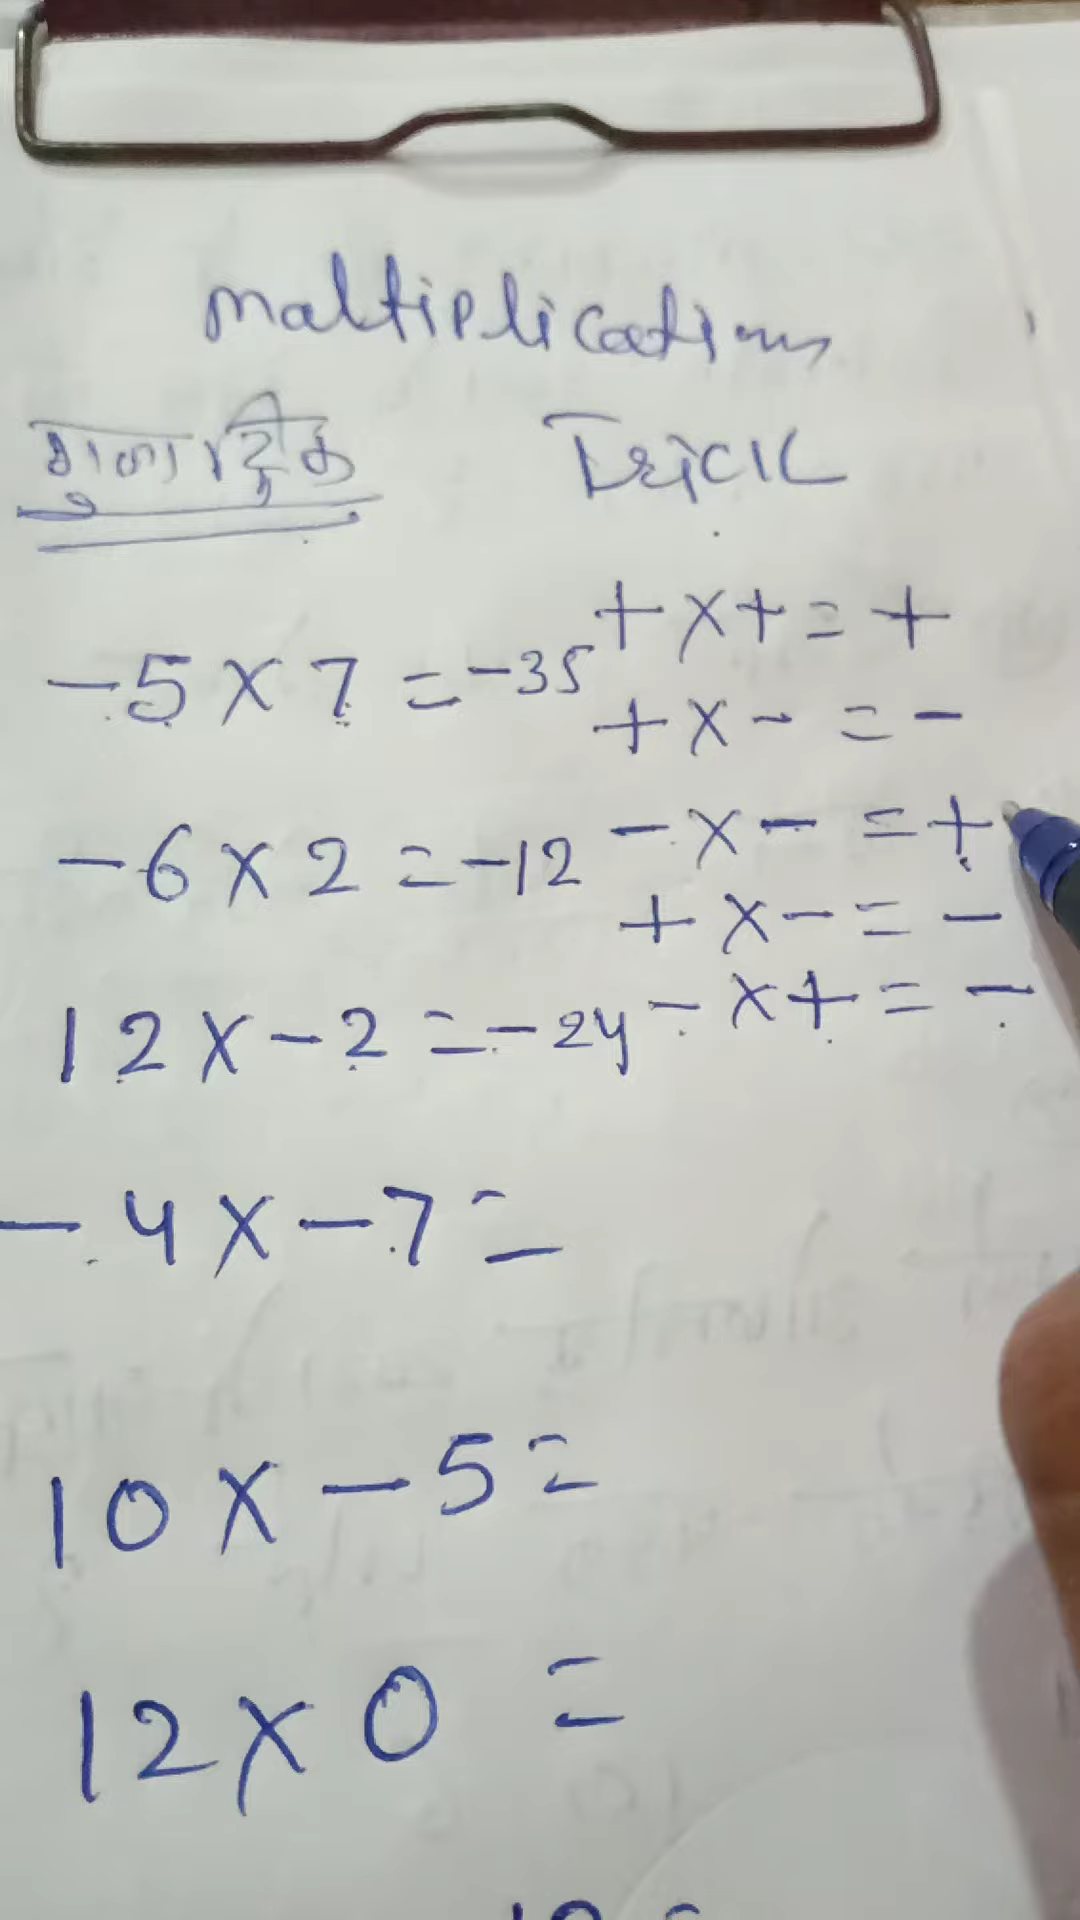 maltiplications
गुणा ट्रिक Trick
+ x + = +
- 5 x 7 = -35
+ x - = -
- 6 x 2 = -12
- x - = +
+ x - = -
12 x - 2 = -24
- x + = -
- 4 x - 7 =
10 x - 5 =
12 x 0 =